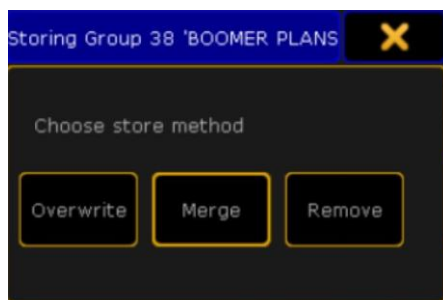 Storing Group 38 'BOOMER PLANS
Choose store method
Overwrite
Merge
Remove